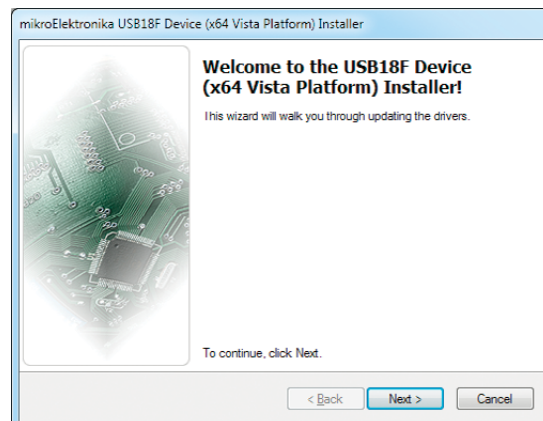 mikroElektronika USB18F Device (x64 Vista Platform) Installer
Welcome to the USB18F Device
(x64 Vista Platform) Installer!
This wizard will walk you through updating the drivers.
To continue, click Next.
< Back
Next >
Cancel